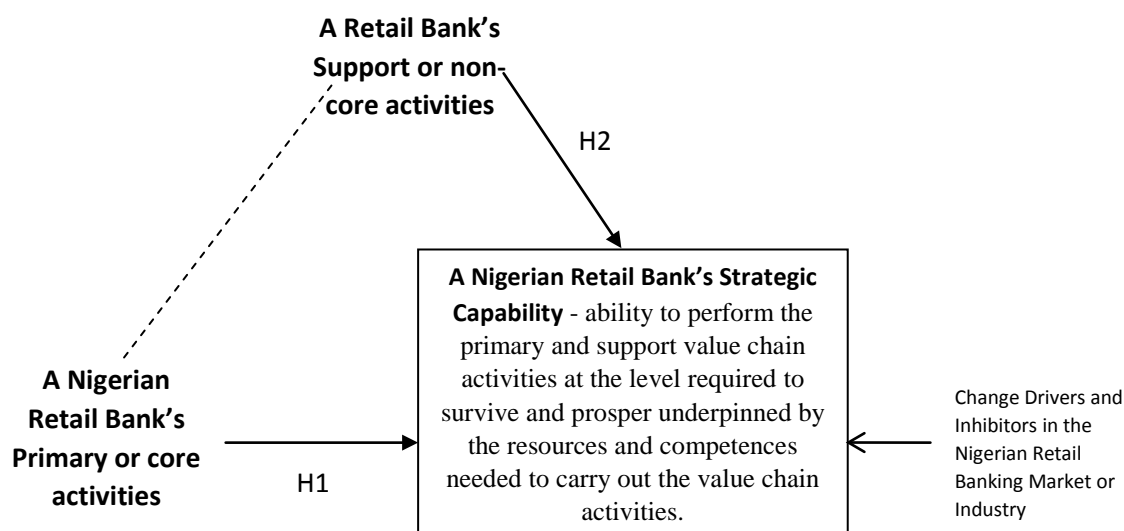 A Retail Bank’s
Support or non-
core activities
H2
A Nigerian Retail Bank’s Strategic
Capability - ability to perform the
primary and support value chain
activities at the level required to
survive and prosper underpinned by
the resources and competences
needed to carry out the value chain
activities.
A Nigerian
Retail Bank’s
Primary or core
activities
H1
Change Drivers and
Inhibitors in the
Nigerian Retail
Banking Market or
Industry